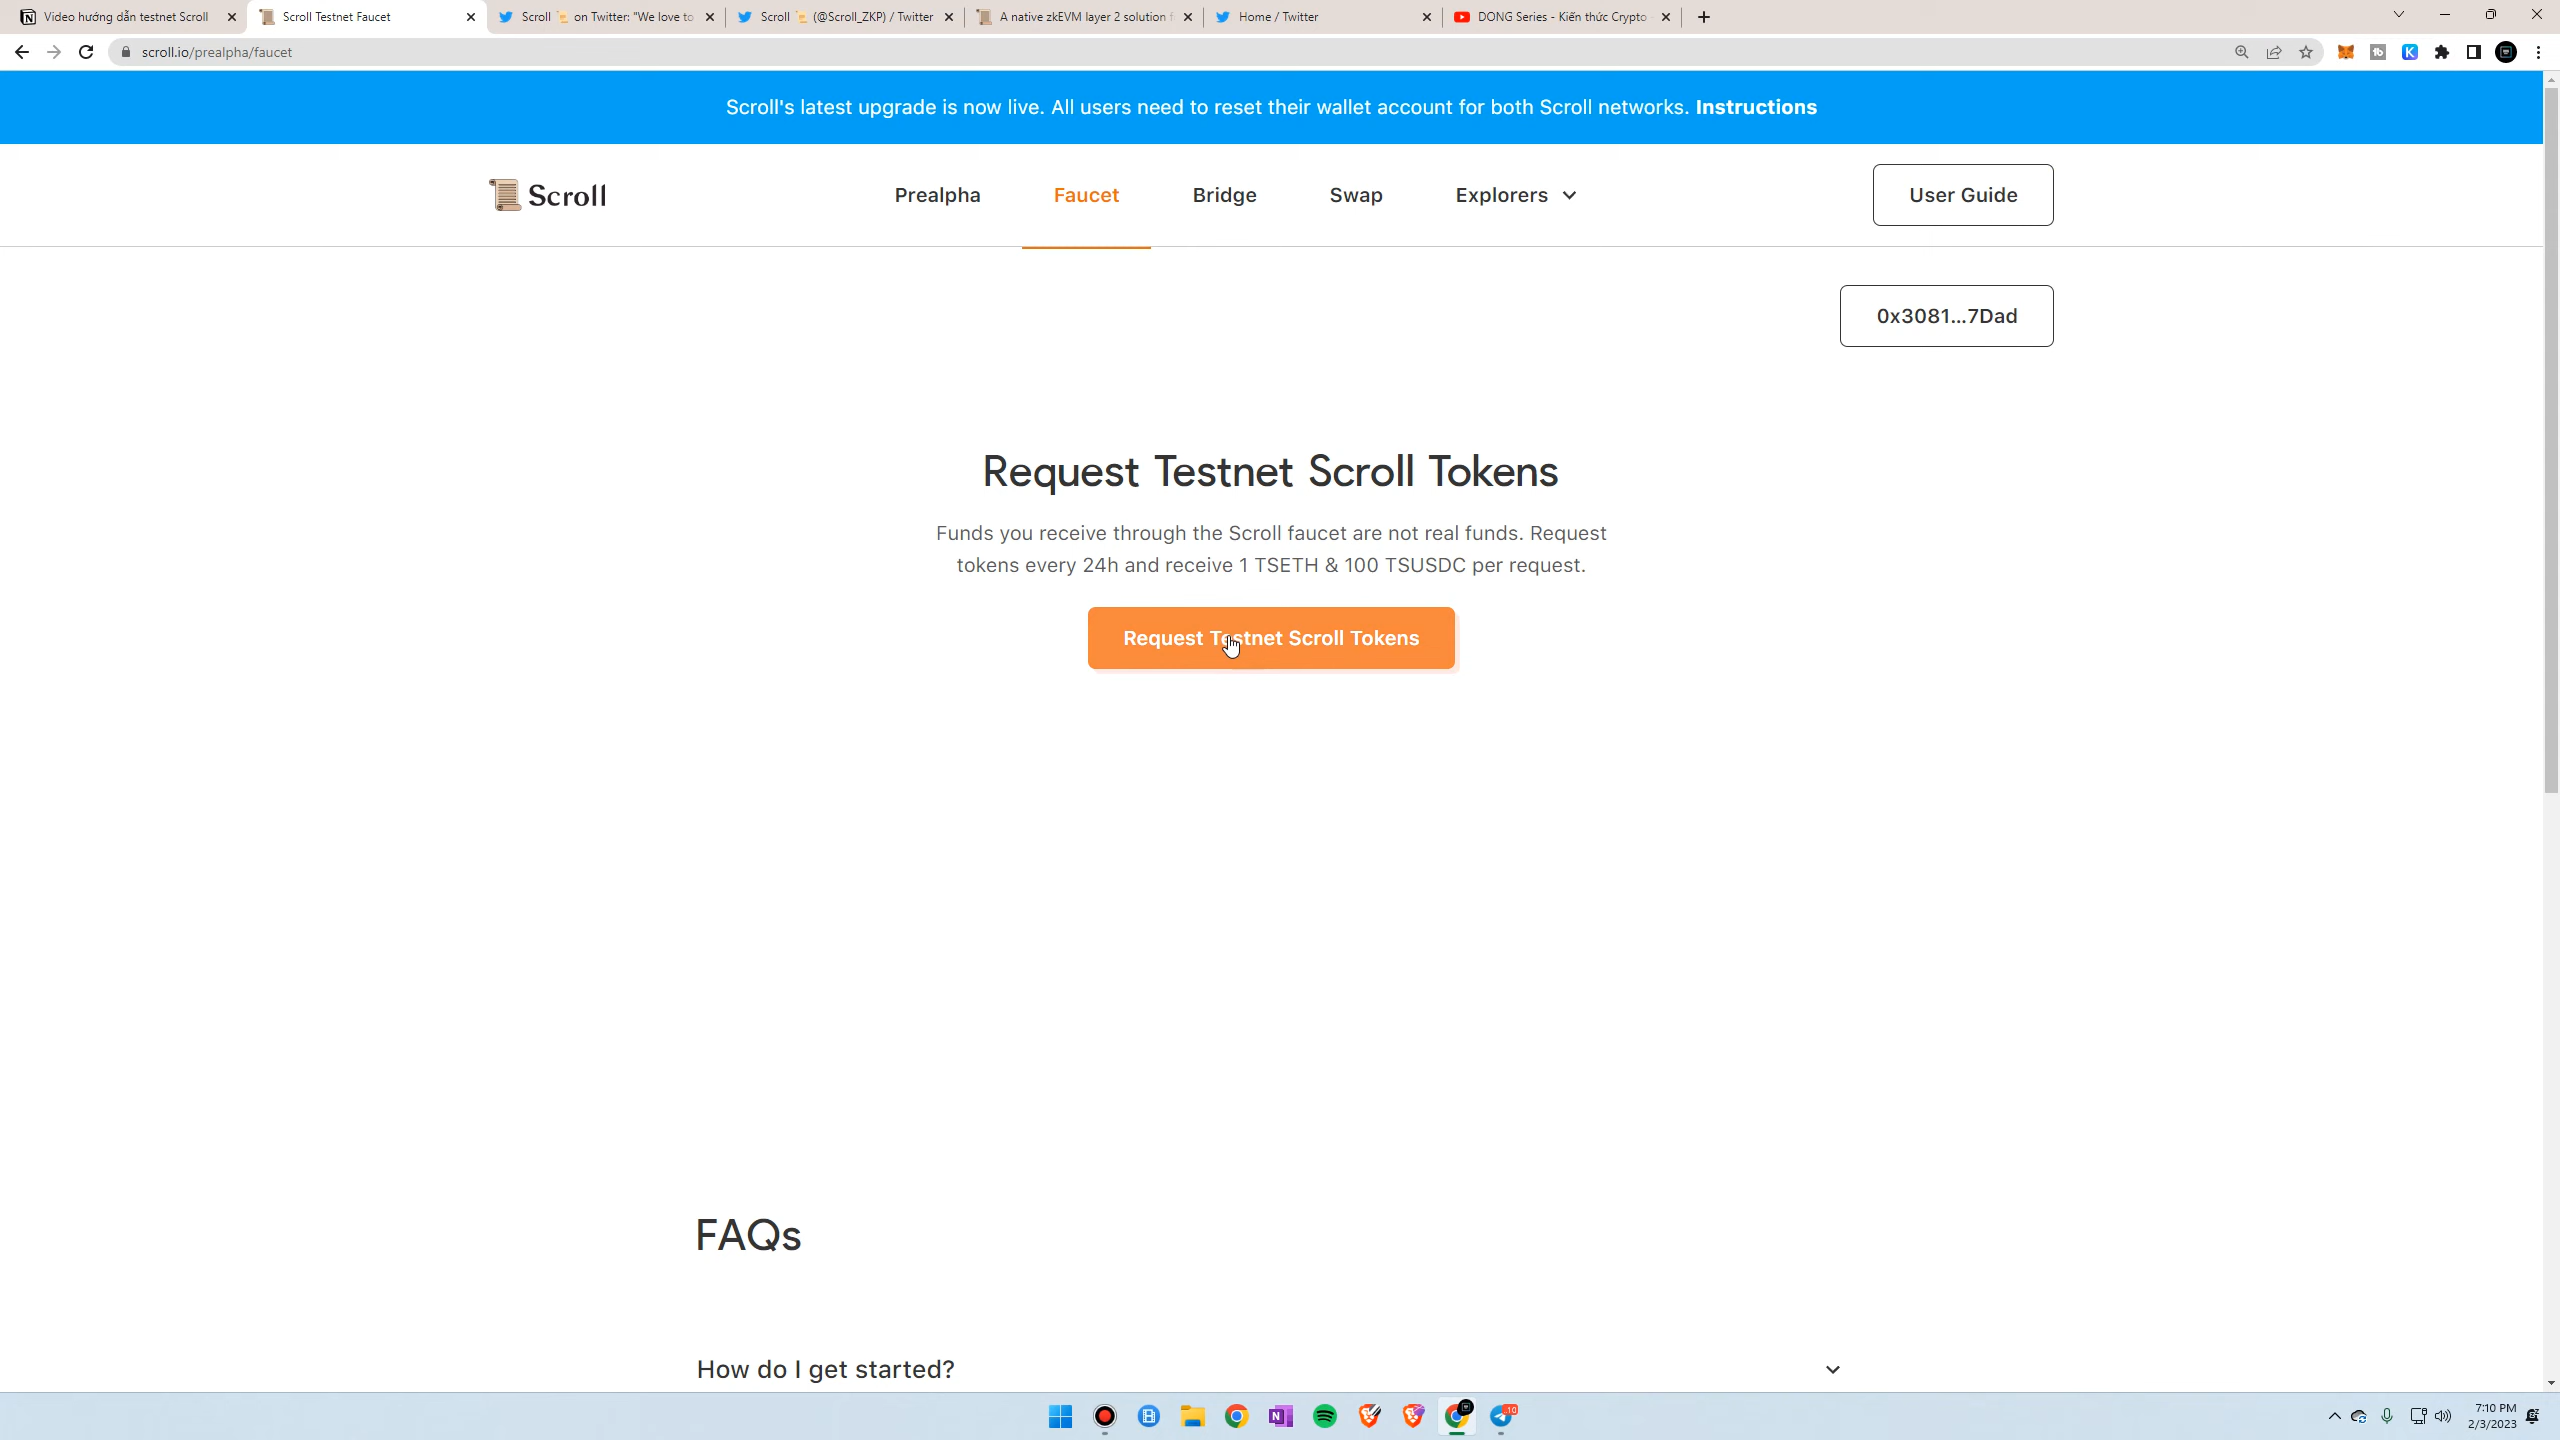 Video hướng dẫn testnet Scroll
Scroll Testnet Faucet
Scroll 📜 on Twitter: "We love to
Scroll 📜 (@Scroll_ZKP) / Twitter
A native zkEVM layer 2 solution f
Home / Twitter
DONG Series - Kiến thức Crypto -
scroll.io/prealpha/faucet
Scroll's latest upgrade is now live. All users need to reset their wallet account for both Scroll networks. Instructions
Scroll
Prealpha
Faucet
Bridge
Swap
Explorers
User Guide
0x3081...7Dad
Request Testnet Scroll Tokens
Funds you receive through the Scroll faucet are not real funds. Request
tokens every 24h and receive 1 TSETH & 100 TSUSDC per request.
Request Testnet Scroll Tokens
FAQs
How do I get started?
10
7:10 PM
2/3/2023